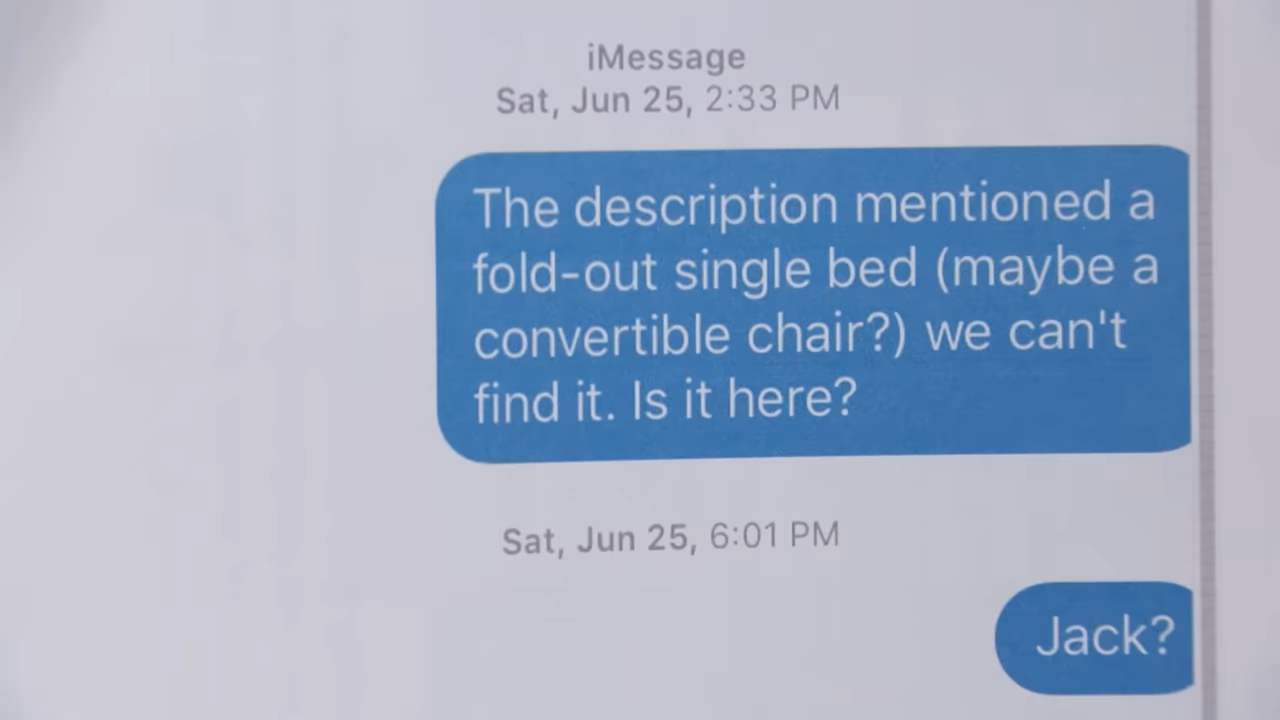 iMessage
Sat, Jun 25, 2:33 PM
The description mentioned a
fold-out single bed (maybe a
convertible chair?) we can't
find it. Is it here?
Sat, Jun 25, 6:01 PM
Jack?